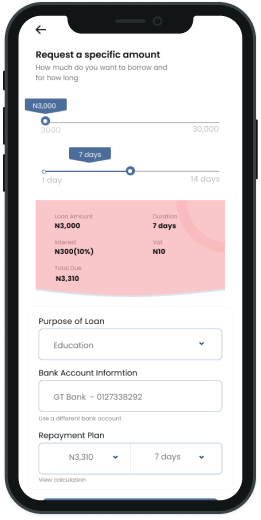 Request a specific amount
How much do you want to borrow and
for how long
N3,000
3000 30,000
7 days
1 day 14 days
Loan Amount Duration
N3,000 7 days
Interest Vat
N300(10%) N10
Total Due
N3,310
Purpose of Loan
Education
Bank Account Informtion
GT Bank - 0127338292
Use a different bank account
Repayment Plan
N3,310 7 days
View calculation